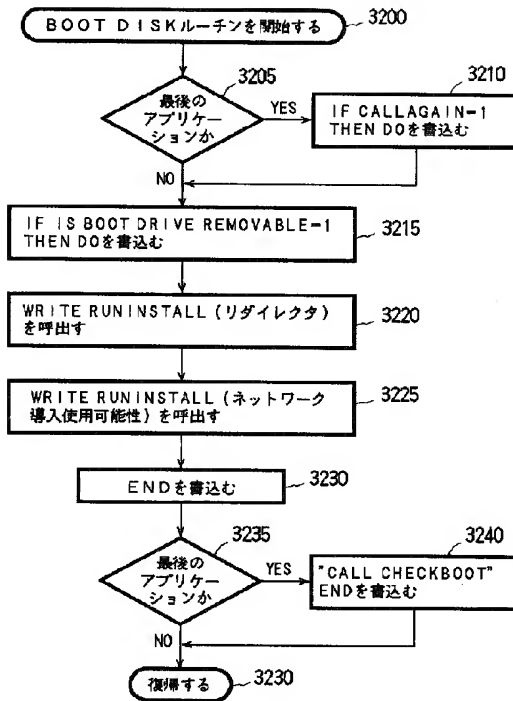 BOOT DISKルーチンを開始する
3200
3205
最後の
アプリケー
ションか
YES
3210
IF CALLAGAIN-1
THEN DOを書込む
NO
IF IS BOOT DRIVE REMOVABLE-1
THEN DOを書込む
3215
WRITE RUNINSTALL(リダイレクタ)
を呼出す
3220
WRITE RUNINSTALL(ネットワーク
導入使用可能性)を呼出す
3225
ENDを書込む
3230
3235
最後の
アプリケー
ションか
YES
3240
"CALL CHECKBOOT"
ENDを書込む
NO
復帰する
3230